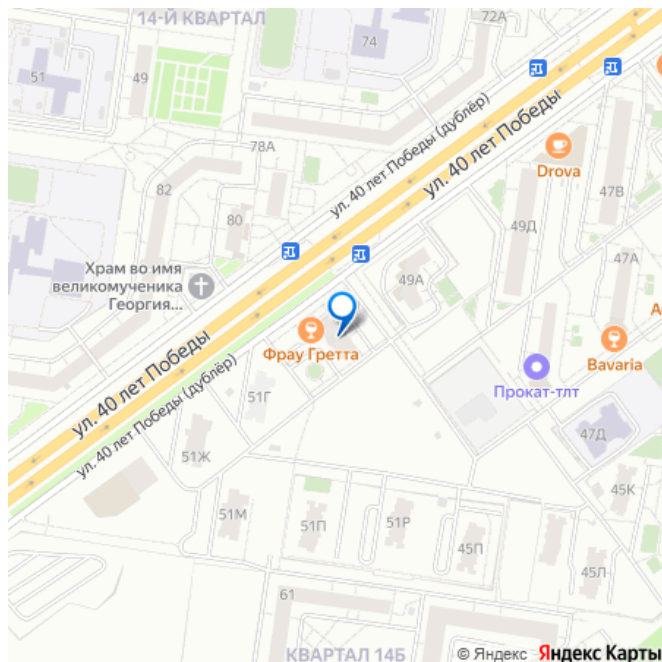 14-Й КВАРТАЛ
72А
74
51
49
78А
ул. 40 лет Победы (дублёр)
ул. 40 лет Победы
Drova
47В
82
80
49Д
47А
Храм во имя
великомученика
Георгия...
49А
Фрау Гретта
Bavaria
Прокат-тлт
51Г
ул. 40 лет Победы
ул. 40 лет Победы (дублёр)
47Д
51Ж
45К
51М
51П
51Р
45П
45Л
61
КВАРТАЛ 14Б
© Яндекс Яндекс Карты